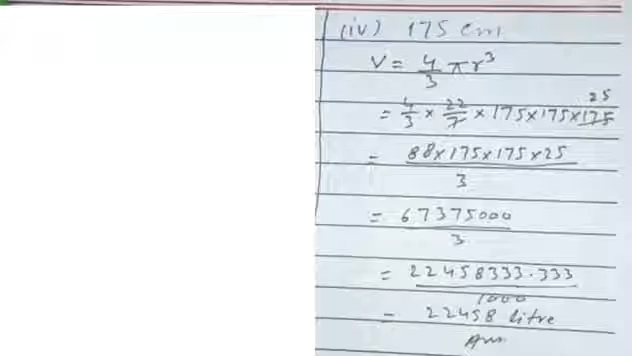 (iv) 175 cm
V = 4/3 πr³
= 4/3 × 22/7 × 175 × 175 × 175 25
= 88×175×175×25 / 3
= 67375000 / 3
= 22458333.333 / 1000
= 22458 litre
Ans